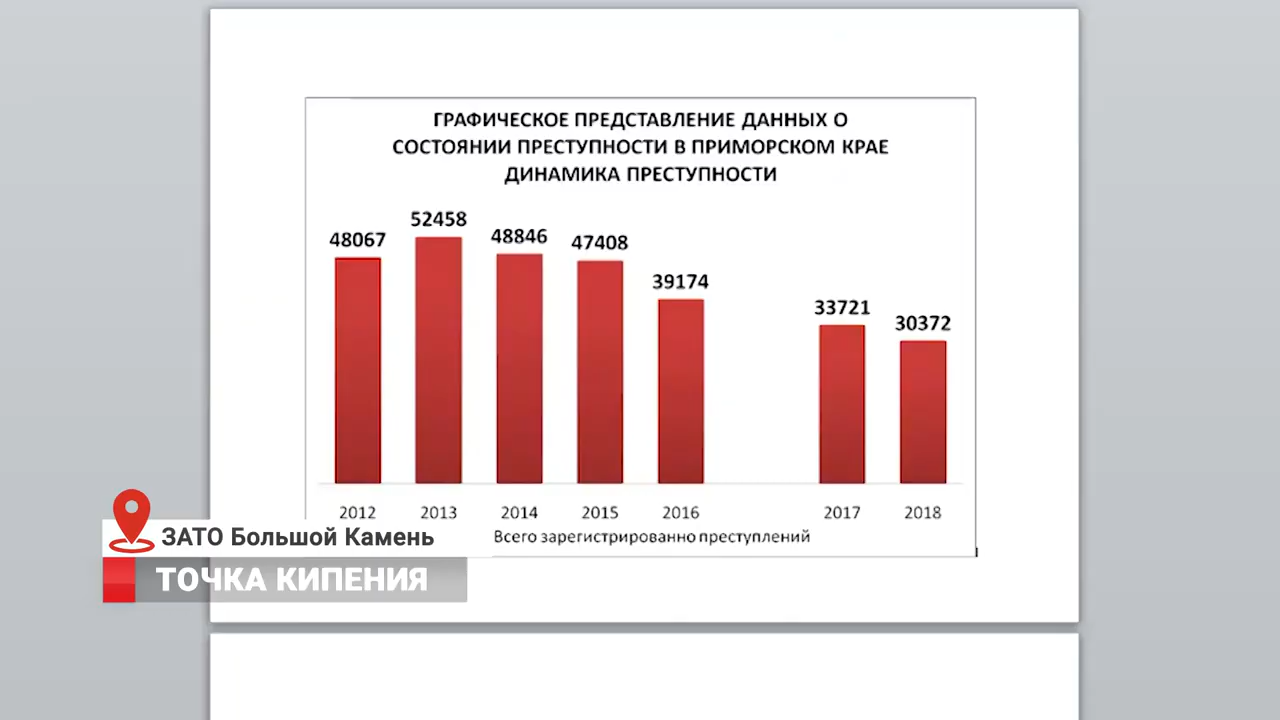 ГРАФИЧЕСКОЕ ПРЕДСТАВЛЕНИЕ ДАННЫХ О
СОСТОЯНИИ ПРЕСТУПНОСТИ В ПРИМОРСКОМ КРАЕ
ДИНАМИКА ПРЕСТУПНОСТИ
48067
52458
48846
47408
39174
33721
30372
2012
2013
2014
2015
2016
2017
2018
Всего зарегистрированно преступлений
ЗАТО Большой Камень
ТОЧКА КИПЕНИЯ